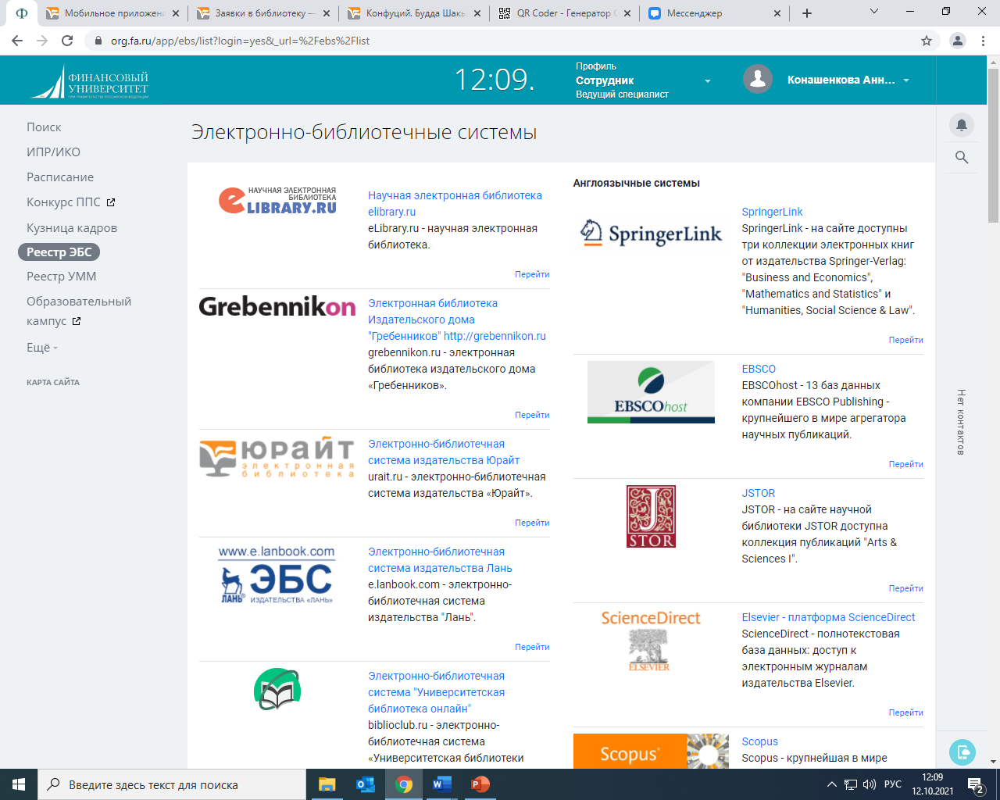 Мобильное приложени
Заявки в библиотеку —
Конфуций. Будда Шакь
QR Coder - Генератор
Мессенджер
org.fa.ru/app/ebs/list?login=yes&_url=%2Febs%2Flist
ФИНАНСОВЫЙ
УНИВЕРСИТЕТ
ПРИ ПРАВИТЕЛЬСТВЕ РОССИЙСКОЙ ФЕДЕРАЦИИ
12:09.
Профиль
Сотрудник
Ведущий специалист
Конашенкова Анн...
Поиск
ИПР/ИКО
Расписание
Конкурс ППС
Кузница кадров
Реестр ЭБС
Реестр УММ
Образовательный
кампус
Ещё
КАРТА САЙТА
Электронно-библиотечные системы
НАУЧНАЯ ЭЛЕКТРОННАЯ
БИБЛИОТЕКА
eLIBRARY.RU
Научная электронная библиотека
elibrary.ru
eLibrary.ru - научная электронная
библиотека.
Перейти
Grebennikon
Электронная библиотека
Издательского дома
"Гребенников" http://grebennikon.ru
grebennikon.ru - электронная
библиотека издательского дома
«Гребенников».
Перейти
ЮРАЙТ
электронная
библиотека
Электронно-библиотечная
система издательства Юрайт
urait.ru - электронно-библиотечная
система издательства «Юрайт».
Перейти
www.e.lanbook.com
ЭБС
ЛАНЬ®
ИЗДАТЕЛЬСТВА «ЛАНЬ»
Электронно-библиотечная
система издательства Лань
e.lanbook.com - электронно-
библиотечная система
издательства "Лань".
Перейти
Электронно-библиотечная
система "Университетская
библиотека онлайн"
biblioclub.ru - электронно-
библиотечная система
«Университетская библиотеки
Англоязычные системы
SpringerLink
SpringerLink
SpringerLink - на сайте доступны
три коллекции электронных книг
от издательства Springer-Verlag:
"Business and Economics",
"Mathematics and Statistics" и
"Humanities, Social Science & Law".
Перейти
EBSCOhost
EBSCO
EBSCOhost - 13 баз данных
компании EBSCO Publishing -
крупнейшего в мире агрегатора
научных публикаций.
Перейти
J
STOR
JSTOR
JSTOR - на сайте научной
библиотеки JSTOR доступна
коллекция публикаций "Arts &
Sciences I".
Перейти
ScienceDirect
ELSEVIER
Elsevier - платформа ScienceDirect
ScienceDirect - полнотекстовая
база данных: доступ к
электронным журналам
издательства Elsevier.
Перейти
Scopus®
Scopus
Scopus - крупнейшая в мире
Нет контактов
Введите здесь текст для поиска
РУС
12:09
12.10.2021
2